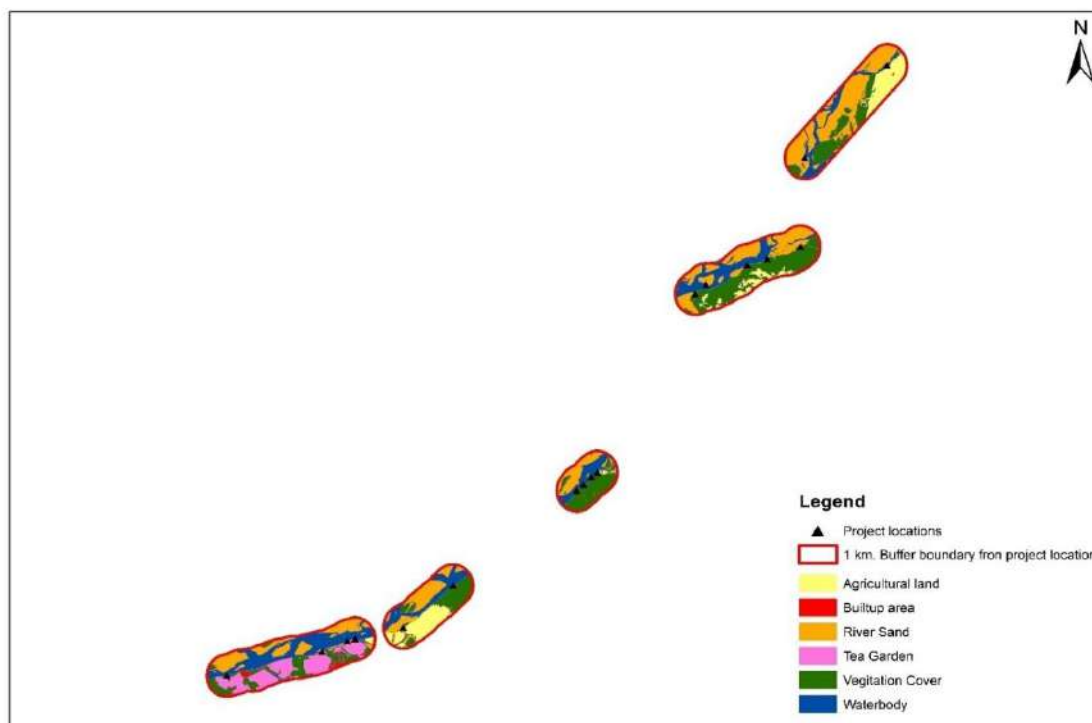 N
Legend
Project locations
1 km. Buffer boundary fron project location
Agricultural land
Builtup area
River Sand
Tea Garden
Vegitation Cover
Waterbody